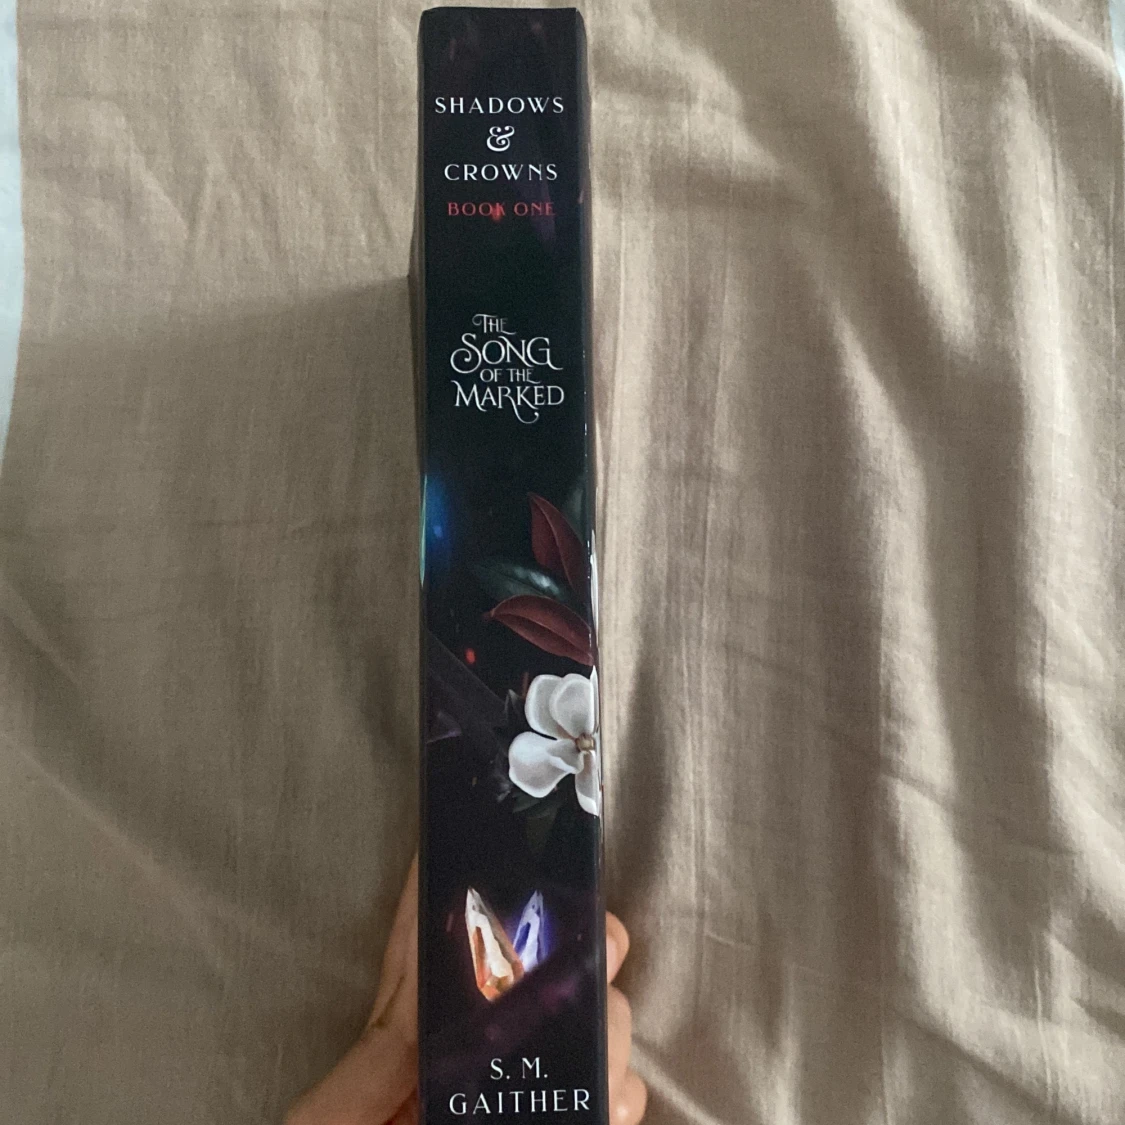 SHADOWS
&
CROWNS
BOOK ONE
THE
SONG
OF THE
MARKED
S. M.
GAITHER